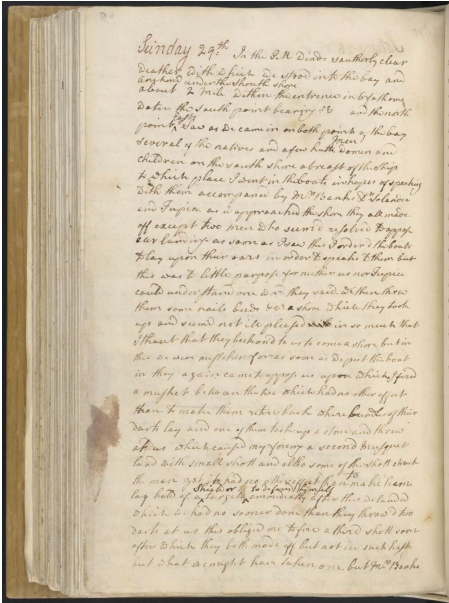 Sunday 29th In the PM winds southerly clear
weather with which we stood into the bay and
anchord under the south shore
about 2 mile within the entrence in 6 fathoms
water the south point bearing SE and the north
point East
Saw as we came in on both points of the bay
several of the natives and a few hutts Men women and
children on the south shore abreast of the ship
to which place I went in the boats in hopes of speaking
with them accompaned by Mr Banks Dr Solander
and Tupia as we approached the shore they all made
off except two men who seem'd resolved to oppose
our landing as soon as I saw this I orderd the boats
to lay upon their oars in order to speake to them but
this was to little purpose for neither us nor Tupia
could understand one word they said. we then threw
them some nails beeds &ca a shore which they took
up and seem'd not ill pleased in so much that
I thout that they beckon'd to us to come a shore but in
this we were mistaken for as soon as we put the boat
in they again came to oppose us upon which I fired
a musket between the two which had no other effect
than to make them retire back where bundles of thier
darts lay, and one of them took up a stone and threw
at us which caused my fireing a second Musquet
load with small shott and altho some of the shott struck
the man yet it had no other effect than to make him
lay hold of a Shield or target to defend himself emmidiatly after this we landed
which we had no sooner done than they throw'd two
darts at us this obliged me to fire a third shott soon
after which they both made off but not in such haste
but what we might have taken one, but Mr Banks